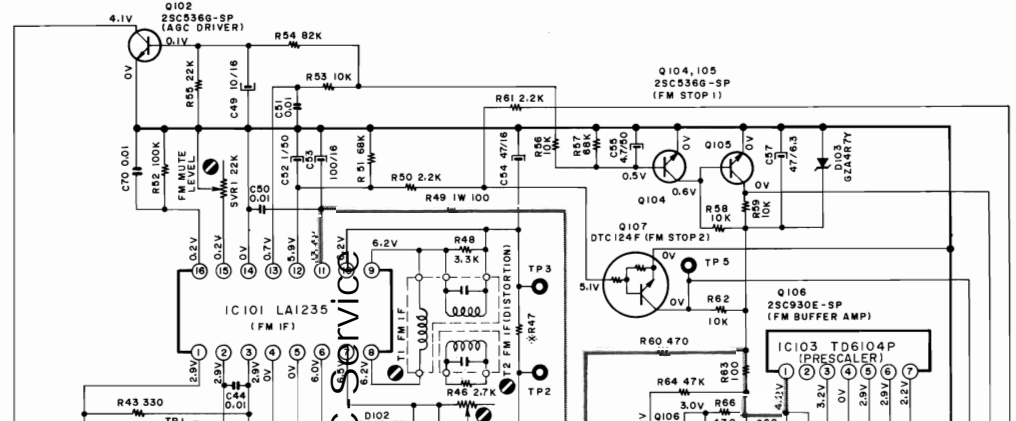 Q102
2SC536G-SP
(AGC DRIVER)
4.1V
0.1V
0V
R54 82K
R53 10K
R55 22K
C49 10/16
C51
0.01
R61 2.2K
Q104,105
2SC536G-SP
(FM STOP 1)
R56
10K
R57
68K
C55
4.7/50
0V
0V
Q105
C57
47/6.3
D103
GZA4R7Y
C70 0.01
R52 100K
FM MUTE
LEVEL
SVR1 22K
C50
0.01
C52 1/50
C53
100/16
R51 68K
C54 47/16
R50 2.2K
R49 1W 100
0.5V
0.6V
0V
Q104
R58
10K
R59
10K
Q107
DTC124F (FM STOP2)
5.1V
0V
TP5
R62
10K
0.2V
0.2V
0V
0.7V
5.9V
6.2V
16
15
14
13
12
11
10
9
R48
3.3K
IC101 LA1235
(FM IF)
Service
T1 FM IF
T2 FM IF (DISTORTION)
TP3
※R47
TP2
Q106
2SC930E-SP
(FM BUFFER AMP)
IC103 TD6104P
(PRESCALER)
R60 470
R63
100
1
2
3
4
5
6
7
8
2.9V
2.9V
2.9V
0V
0V
6.0V
6.2V
C44
0.01
R43 330
R46 2.7K
D102
R64 47K
3.0V
R66
Q106
1
2
3
4
5
6
7
3.2V
0V
2.9V
2.9V
2.2V